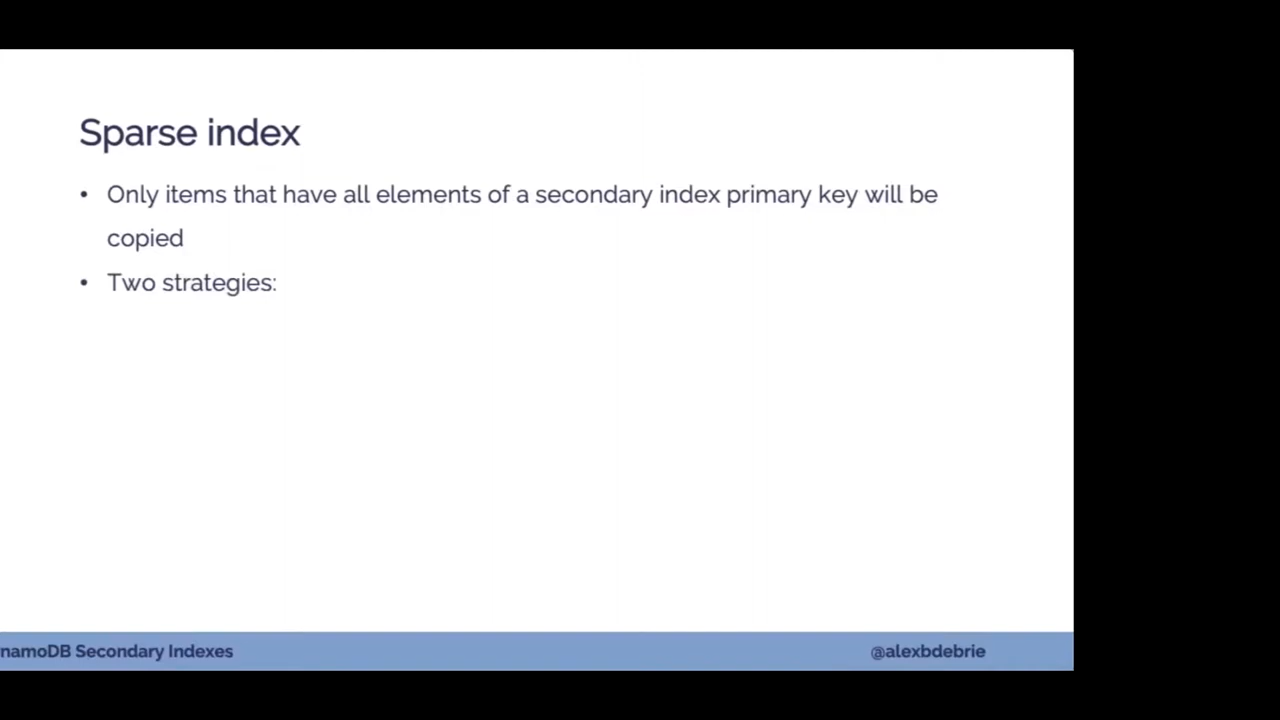 Sparse index
• Only items that have all elements of a secondary index primary key will be
copied
• Two strategies:
namoDB Secondary Indexes
@alexbdebrie